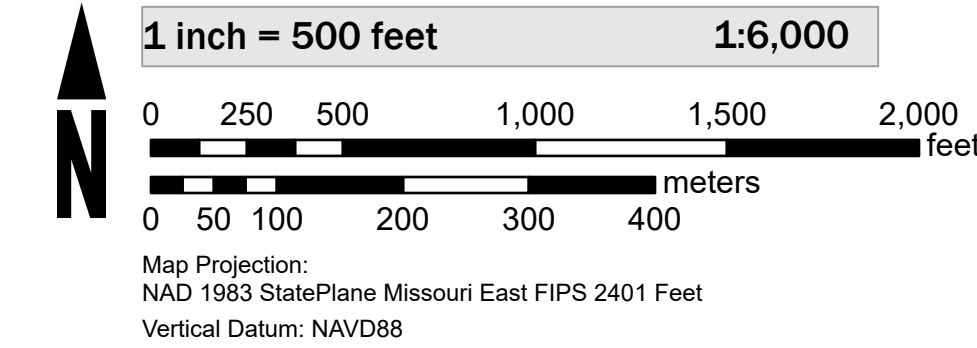 1 inch = 500 feet 1:6,000
0 250 500 1,000 1,500 2,000
feet
meters
0 50 100 200 300 400
N
Map Projection:
NAD 1983 StatePlane Missouri East FIPS 2401 Feet
Vertical Datum: NAVD88